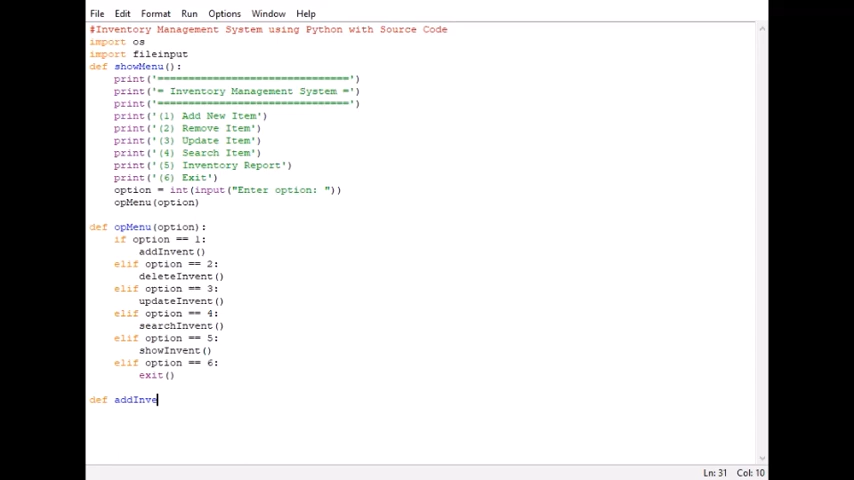 File Edit Format Run Options Window Help
#Inventory Management System using Python with Source Code
import os
import fileinput
def showMenu():
    print('===============================')
    print('= Inventory Management System =')
    print('===============================')
    print('(1) Add New Item')
    print('(2) Remove Item')
    print('(3) Update Item')
    print('(4) Search Item')
    print('(5) Inventory Report')
    print('(6) Exit')
    option = int(input("Enter option: "))
    opMenu(option)
def opMenu(option):
    if option == 1:
        addInvent()
    elif option == 2:
        deleteInvent()
    elif option == 3:
        updateInvent()
    elif option == 4:
        searchInvent()
    elif option == 5:
        showInvent()
    elif option == 6:
        exit()
def addInve
Ln: 31 Col: 10